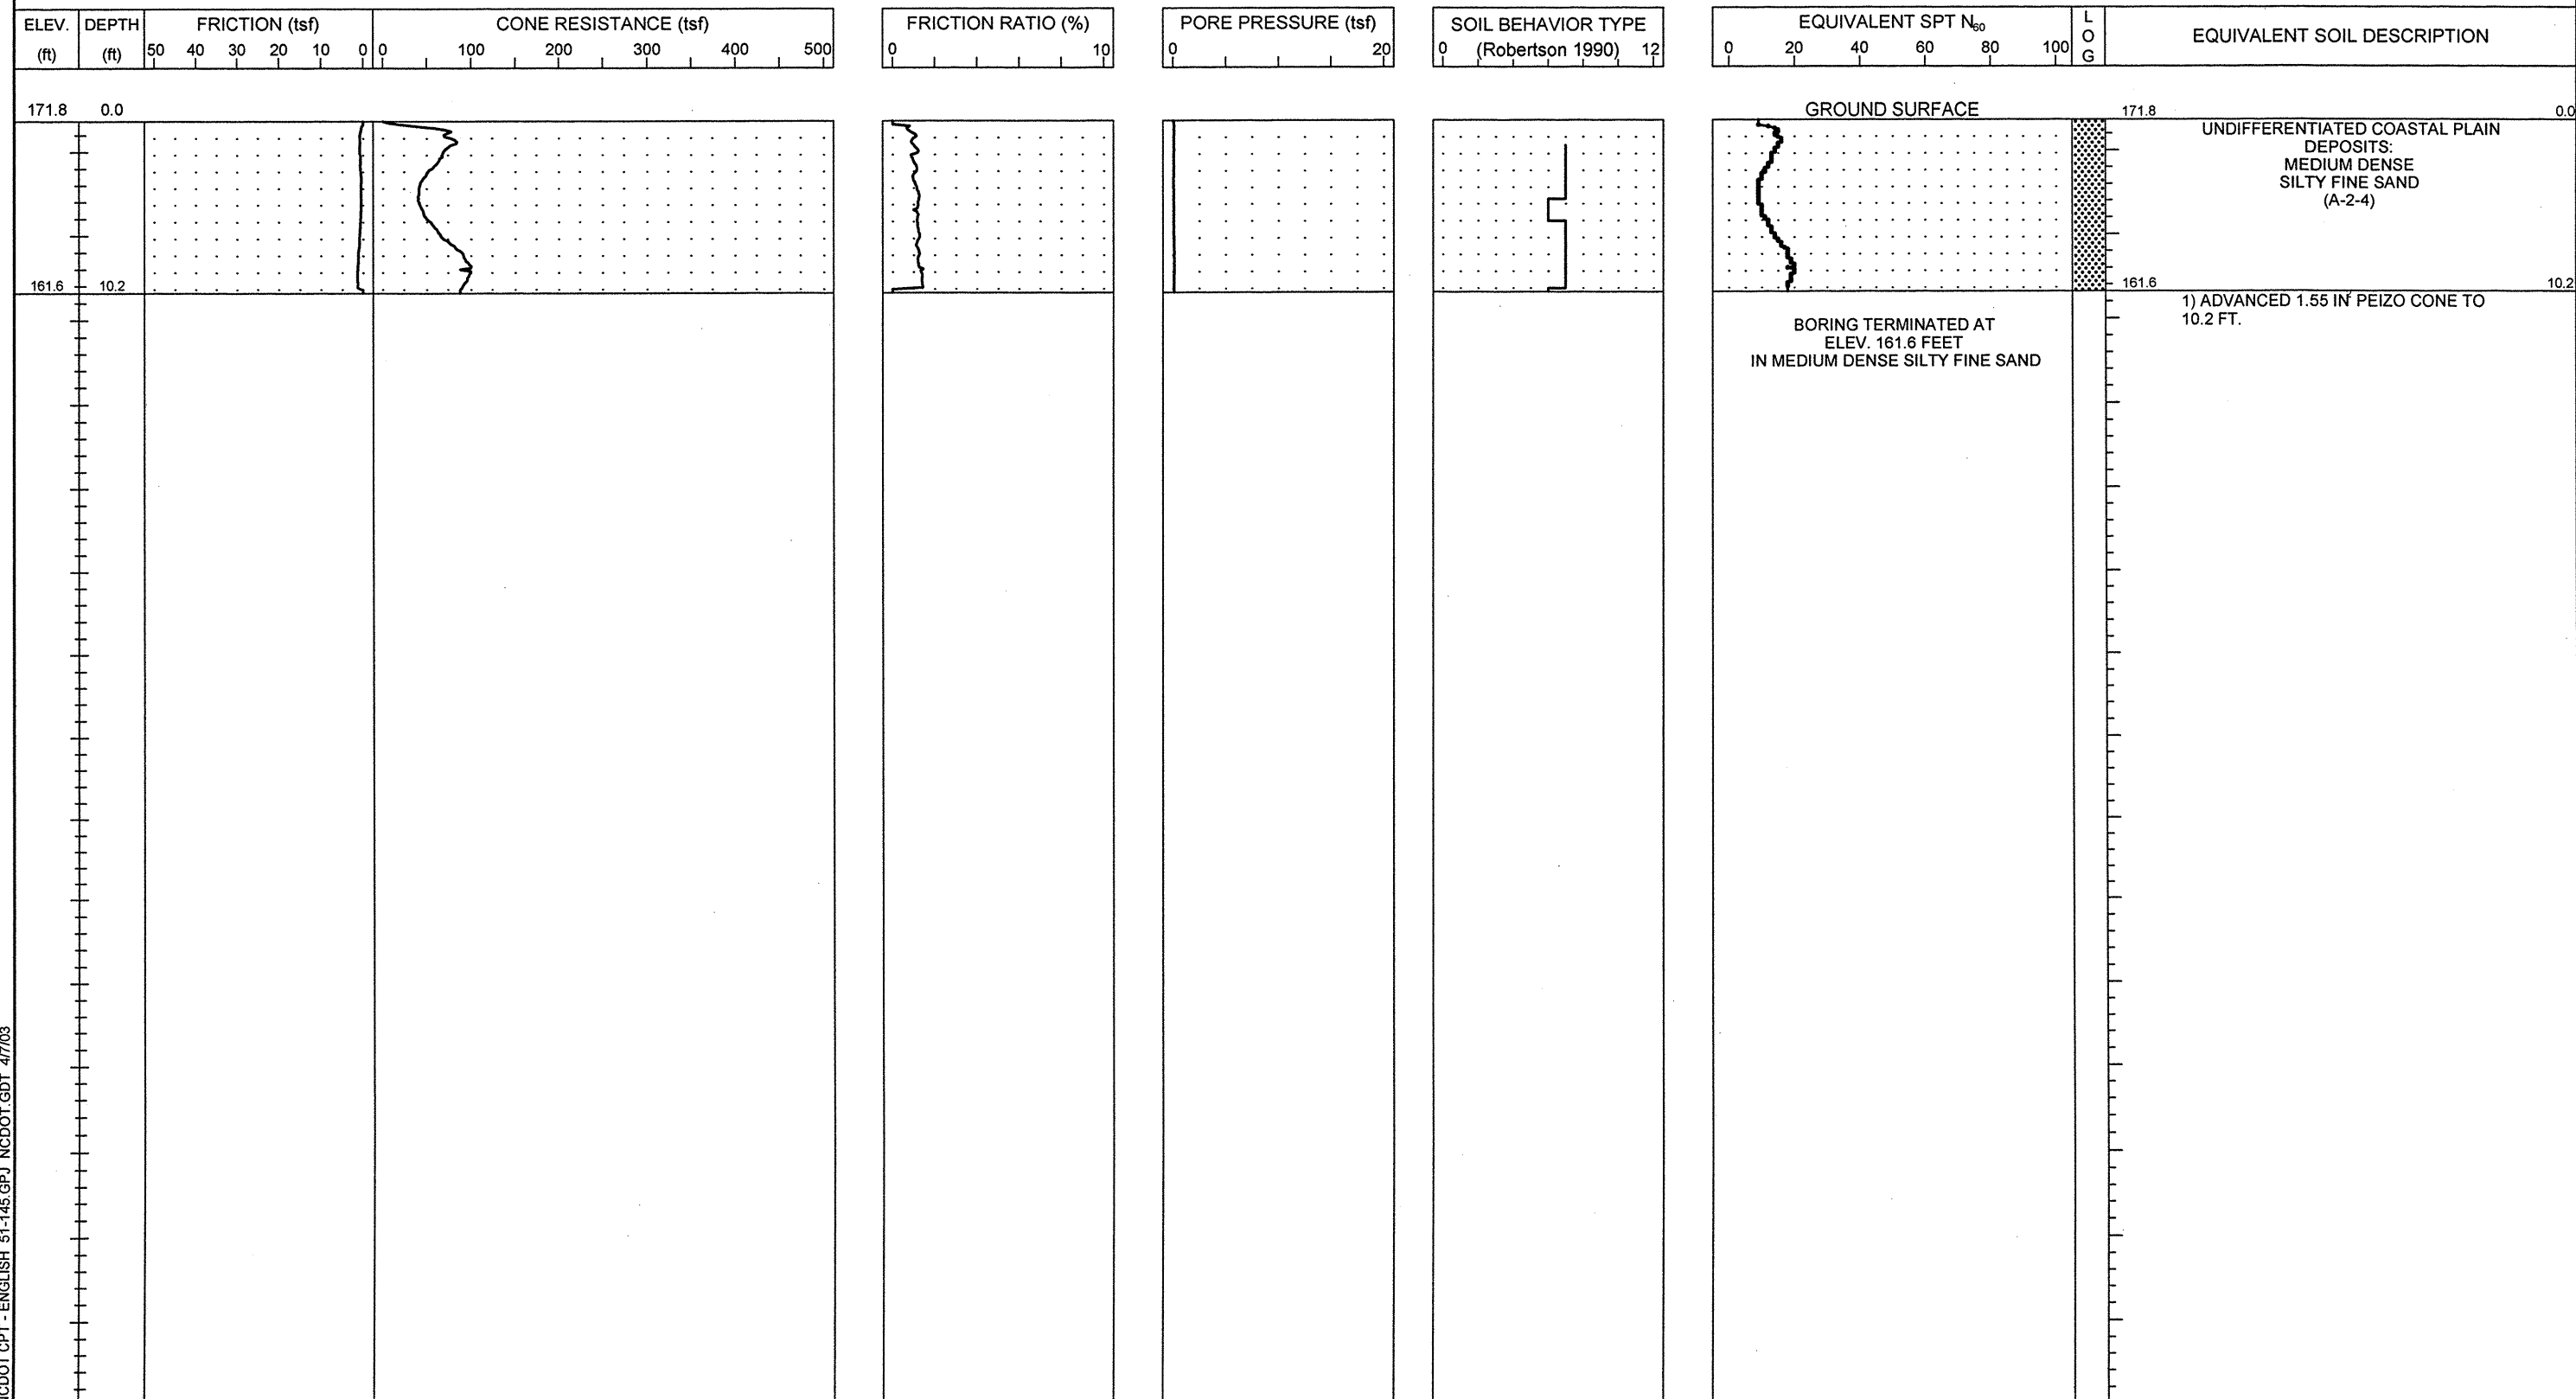 ELEV. DEPTH FRICTION (tsf) CONE RESISTANCE (tsf) FRICTION RATIO (%) PORE PRESSURE (tsf) SOIL BEHAVIOR TYPE EQUIVALENT SPT N60 LOG EQUIVALENT SOIL DESCRIPTION
(ft) (ft) 50 40 30 20 10 0 0 100 200 300 400 500 0 10 0 20 0 (Robertson 1990) 12 0 20 40 60 80 100
171.8 0.0 GROUND SURFACE 171.8 0.0
UNDIFFERENTIATED COASTAL PLAIN
DEPOSITS:
MEDIUM DENSE
SILTY FINE SAND
(A-2-4)
161.6 10.2 161.6 10.2
1) ADVANCED 1.55 IN PEIZO CONE TO
10.2 FT.
BORING TERMINATED AT
ELEV. 161.6 FEET
IN MEDIUM DENSE SILTY FINE SAND
CDOT CPT - ENGLISH 51-145.GPJ NCDOT.GDT 4/7/03